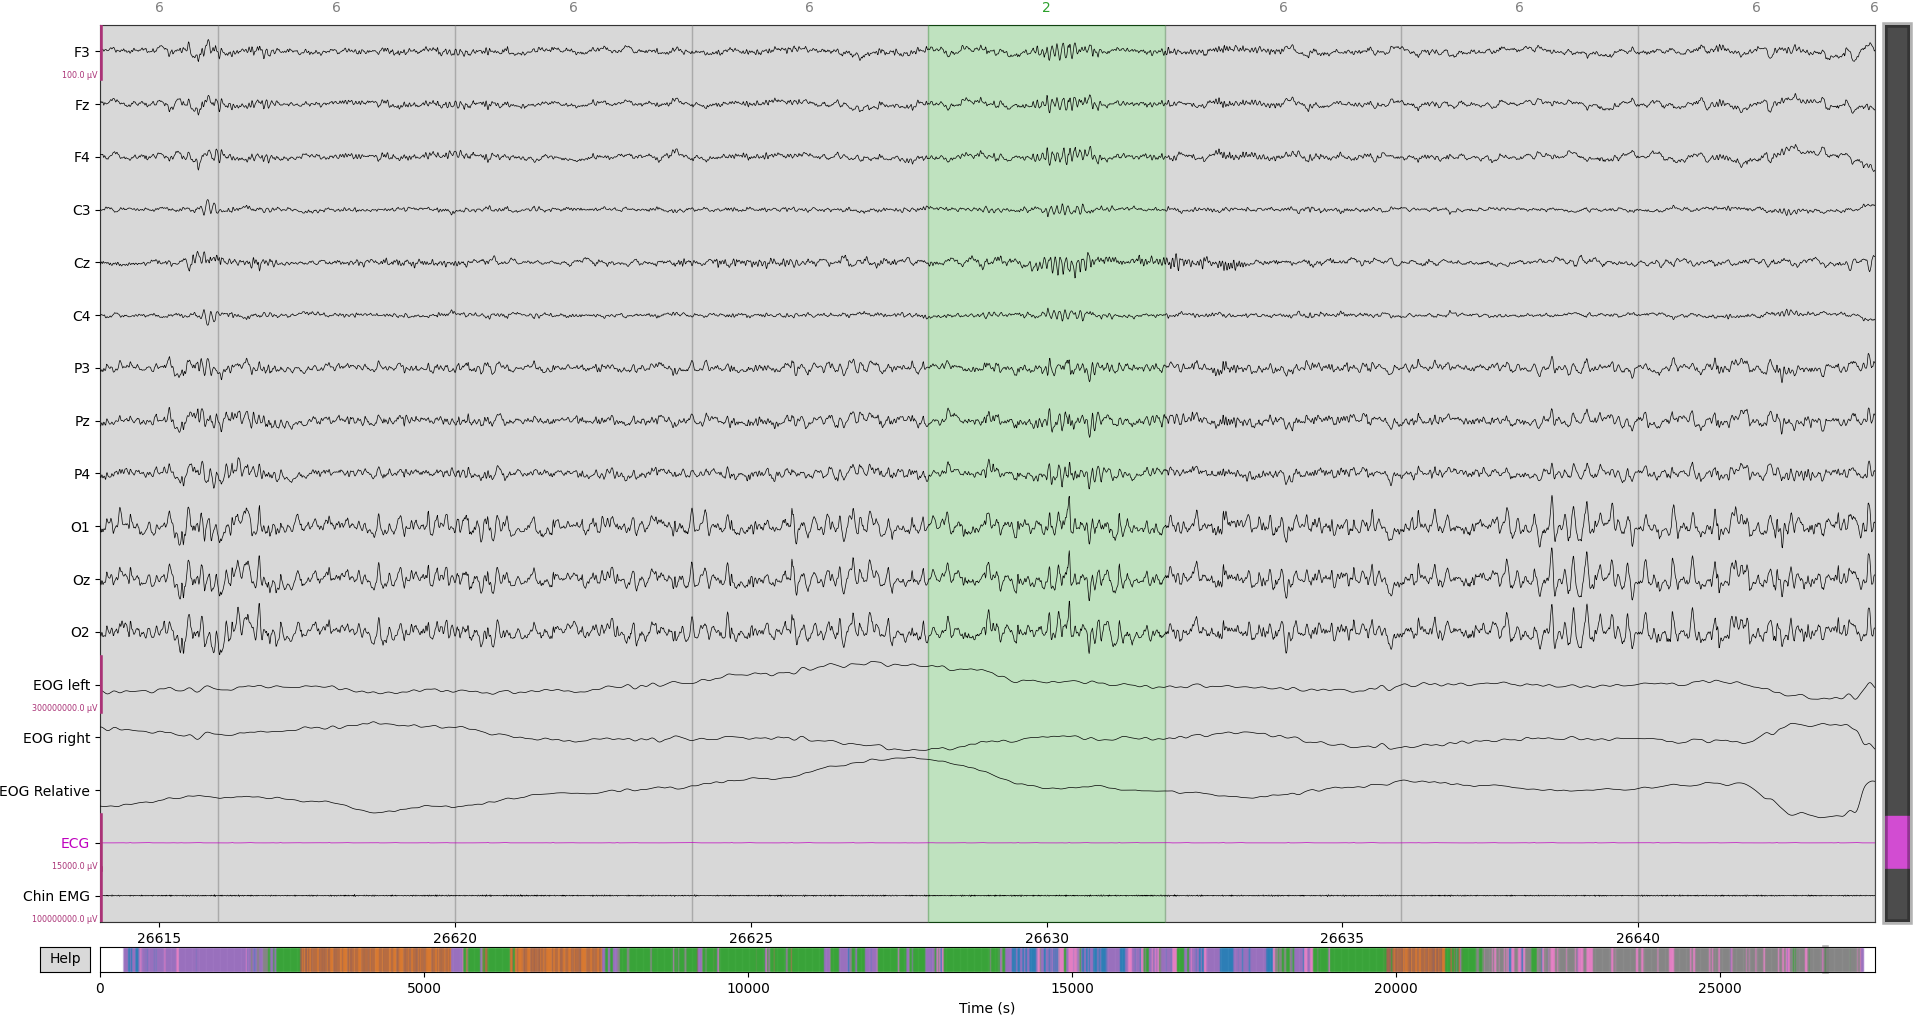 6 6 6 6 2 6 6 6 6
F3
100.0 µV
Fz
F4
C3
Cz
C4
P3
Pz
P4
O1
Oz
O2
EOG left
300000000.0 µV
EOG right
EOG Relative
ECG
15000.0 µV
Chin EMG
100000000.0 µV
26615 26620 26625 26630 26635 26640
Help
0 5000 10000 15000 20000 25000
Time (s)